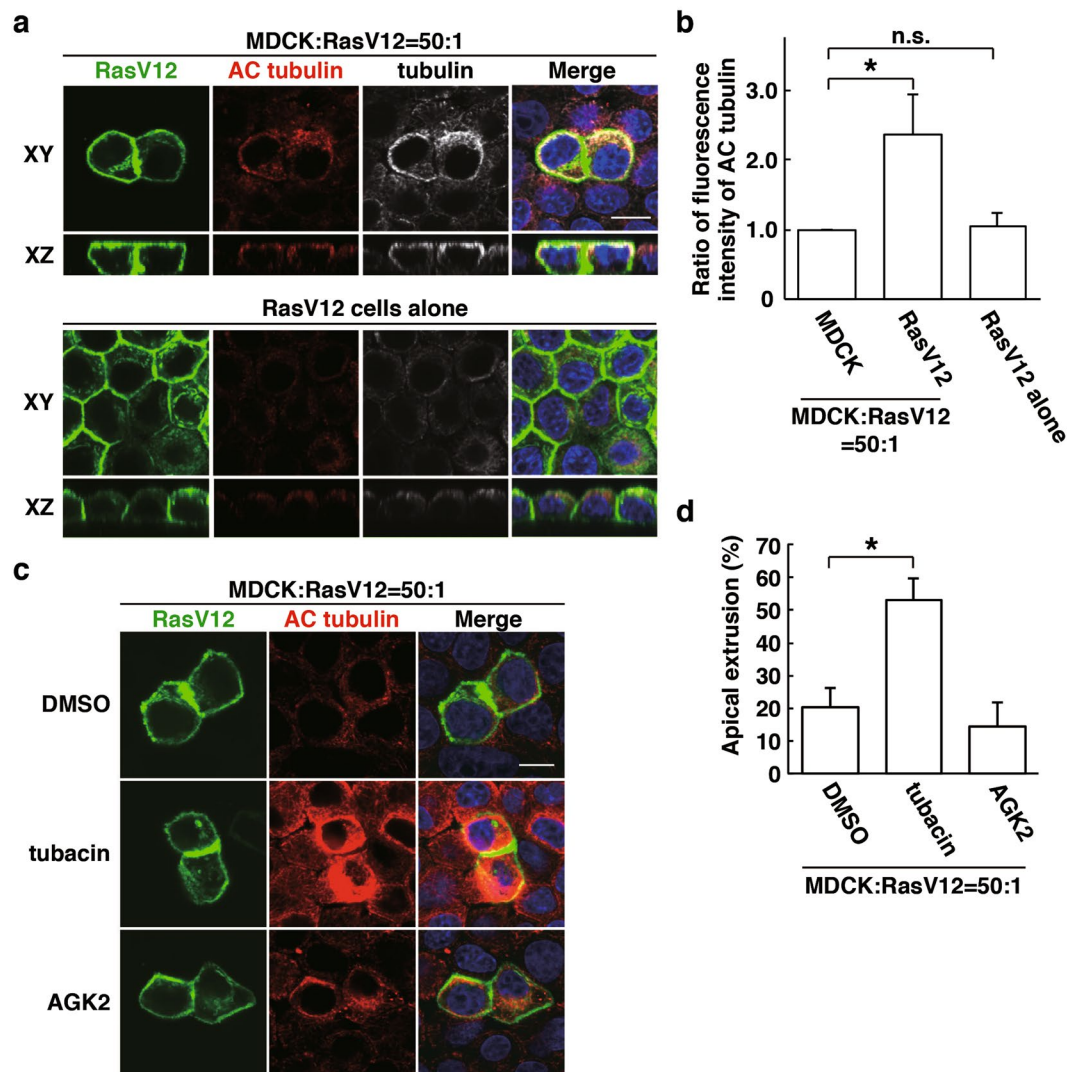 a
MDCK:RasV12=50:1
RasV12 AC tubulin tubulin Merge
XY
XZ
RasV12 cells alone
XY
XZ
b
Ratio of fluorescence
intensity of AC tubulin
n.s.
*
3.0
2.0
1.0
0
MDCK
RasV12
RasV12 alone
MDCK:RasV12
=50:1
c
MDCK:RasV12=50:1
RasV12 AC tubulin Merge
DMSO
tubacin
AGK2
d
Apical extrusion (%)
*
70
60
50
40
30
20
10
0
DMSO
tubacin
AGK2
MDCK:RasV12=50:1